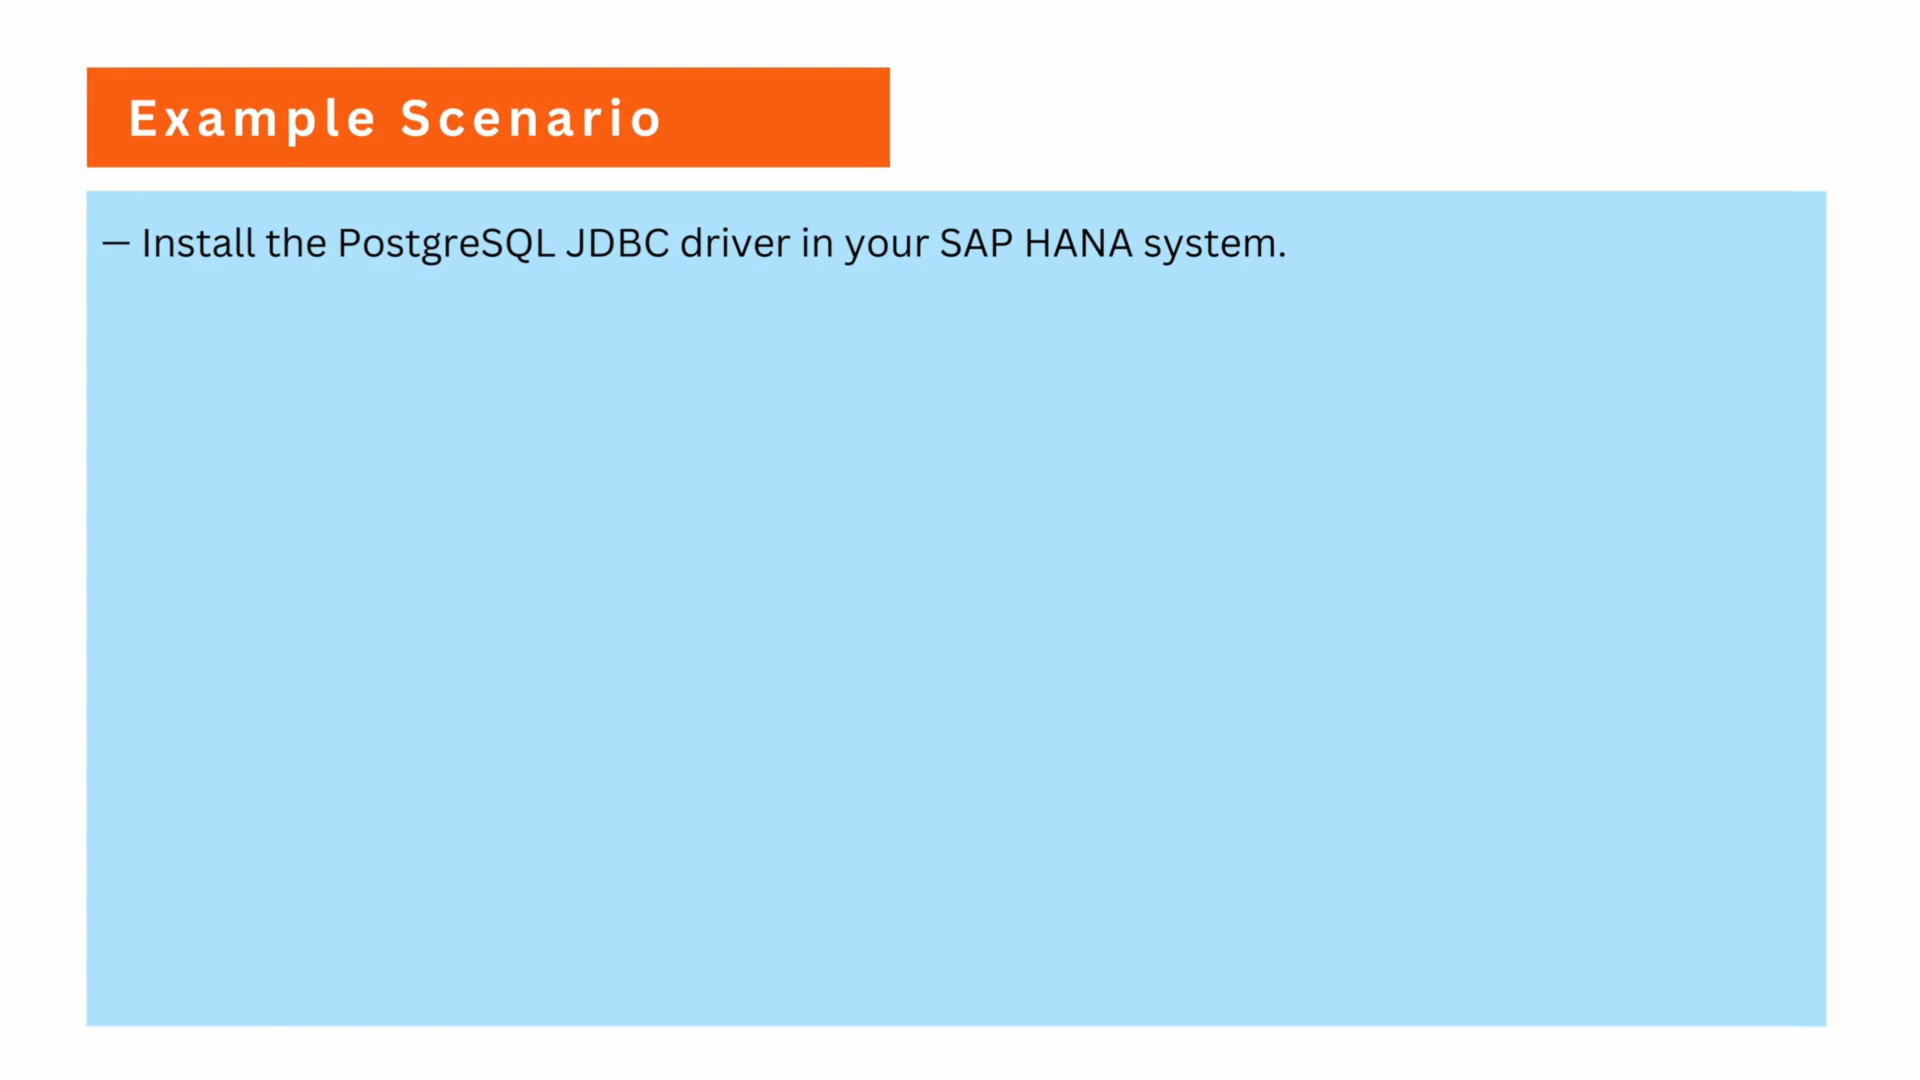 Example Scenario
— Install the PostgreSQL JDBC driver in your SAP HANA system.